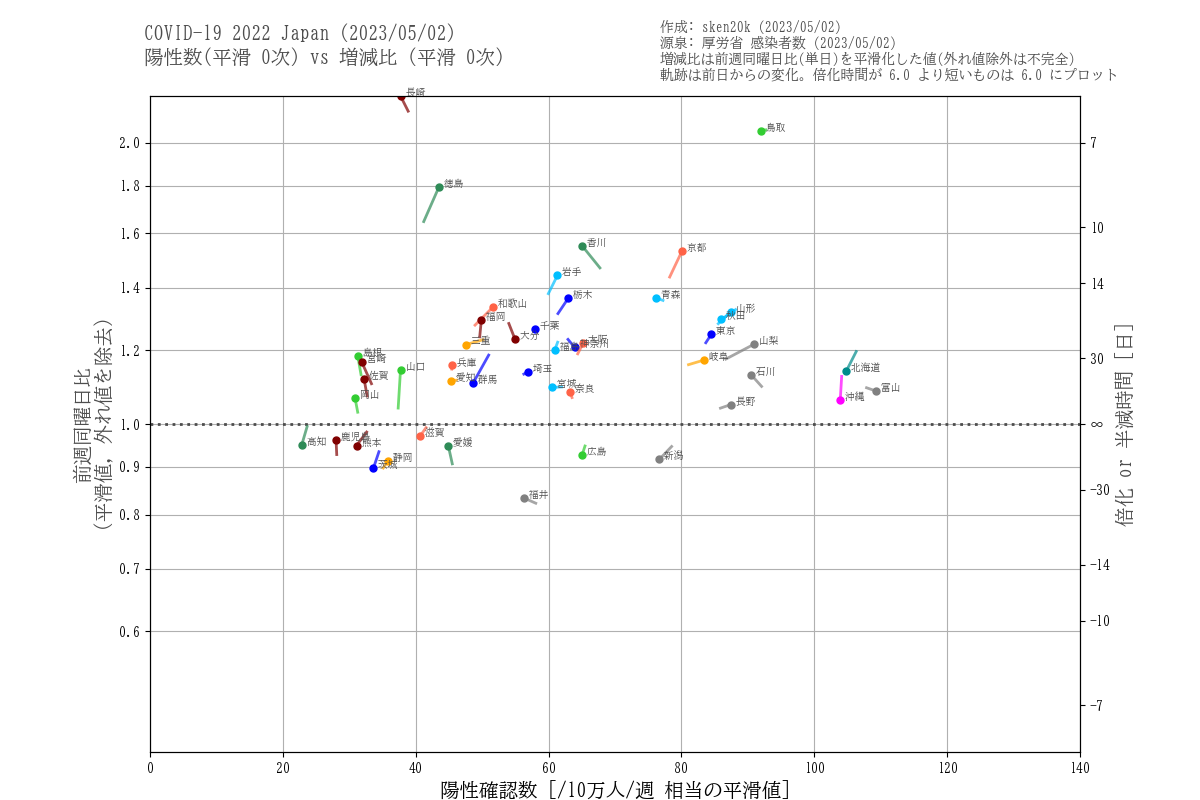 COVID-19 2022 Japan (2023/05/02)
陽性数(平滑 0次) vs 増減比 (平滑 0次)
作成: sken20k (2023/05/02)
源泉: 厚労省 感染者数 (2023/05/02)
増減比は前週同曜日比(単日)を平滑化した値(外れ値除外は不完全)
軌跡は前日からの変化。倍化時間が 6.0 より短いものは 6.0 にプロット
長崎
鳥取
2.0
7
徳島
1.8
1.6
10
香川
京都
岩手
14
1.4
栃木
青森
和歌山
山形
福岡
秋田
千葉
東京
大分
三重
大阪
神奈川
福島
山梨
1.2
30
島根
宮崎
岐阜
兵庫
山口
佐賀
愛知
群馬
埼玉
石川
北海道
宮城
奈良
富山
岡山
長野
沖縄
1.0
∞
滋賀
高知
鹿児島
熊本
愛媛
広島
新潟
静岡
茨城
0.9
-30
福井
0.8
0.7
-14
0.6
-10
-7
前週同曜日比
(平滑値, 外れ値を除去)
倍化 or 半減時間 [日]
0
20
40
60
80
100
120
140
陽性確認数 [/10万人/週 相当の平滑値]